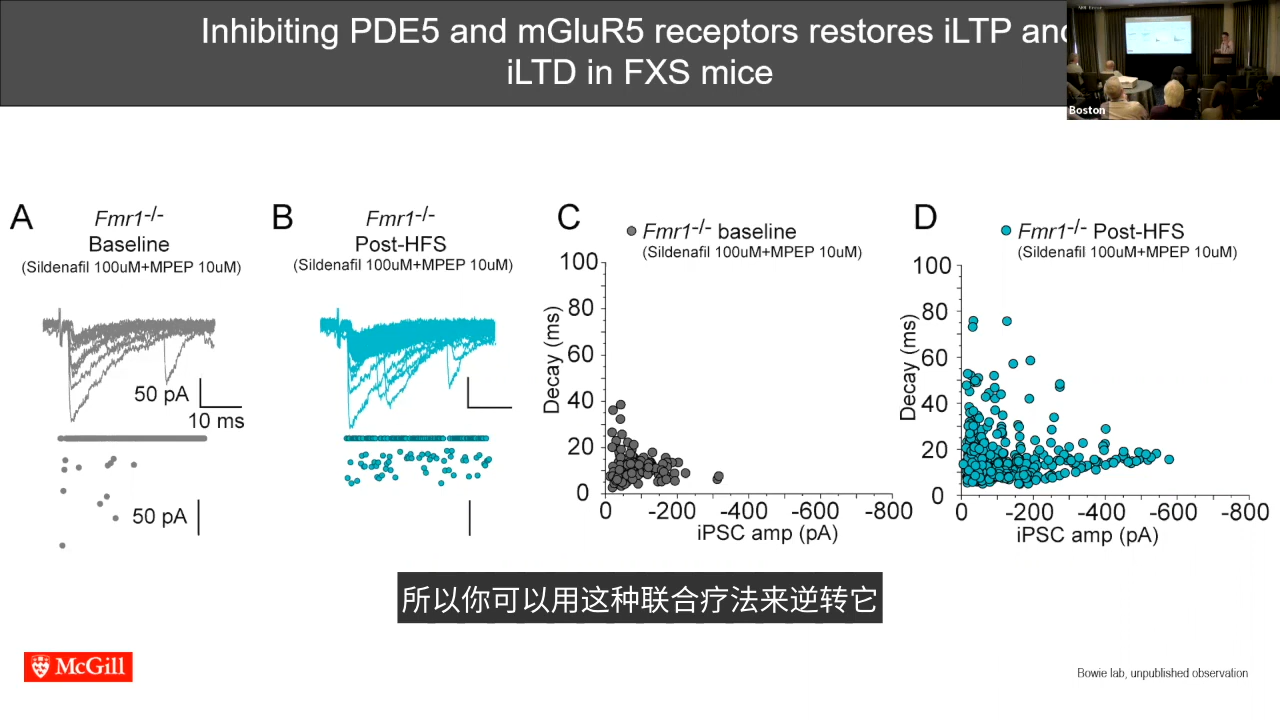 Inhibiting PDE5 and mGluR5 receptors restores iLTP and
iLTD in FXS mice
Boston
A
Fmr1-/-
Baseline
(Sildenafil 100uM+MPEP 10uM)
50 pA
10 ms
50 pA
B
Fmr1-/-
Post-HFS
(Sildenafil 100uM+MPEP 10uM)
C
Fmr1-/- baseline
(Sildenafil 100uM+MPEP 10uM)
100
80
60
40
20
0
Decay (ms)
0 -200 -400 -600 -800
iPSC amp (pA)
D
Fmr1-/- Post-HFS
(Sildenafil 100uM+MPEP 10uM)
100
80
60
40
20
0
Decay (ms)
0 -200 -400 -600 -800
iPSC amp (pA)
所以你可以用这种联合疗法来逆转它
McGill
Bowie lab, unpublished observation